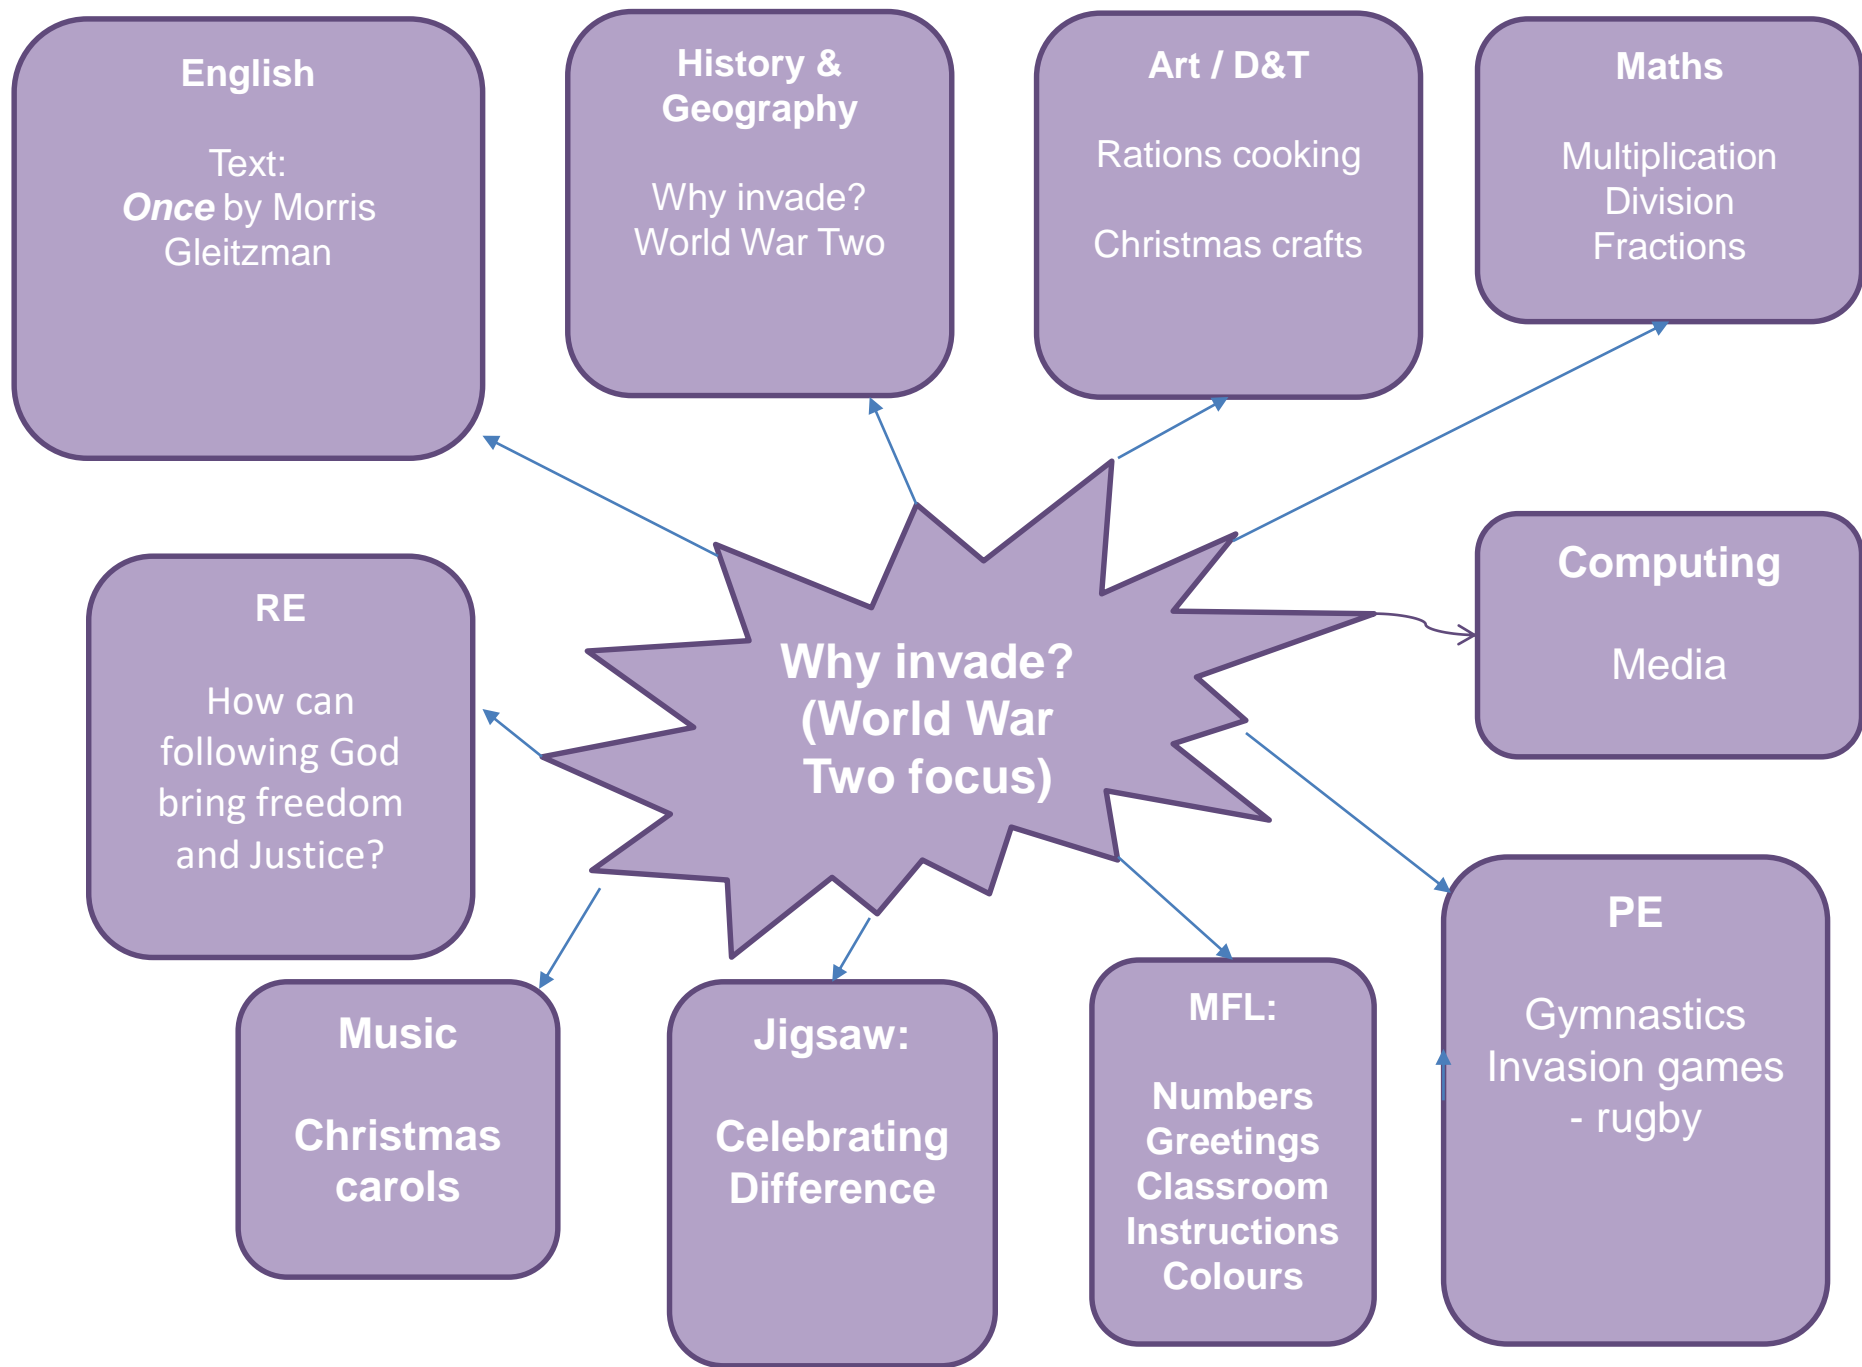 English
Text:
Once by Morris
Gleitzman
History &
Geography
Why invade?
World War Two
Art / D&T
Rations cooking
Christmas crafts
Maths
Multiplication
Division
Fractions
RE
How can
following God
bring freedom
and Justice?
Why invade?
(World War
Two focus)
Computing
Media
Music
Christmas
carols
Jigsaw:
Celebrating
Difference
MFL:
Numbers
Greetings
Classroom
Instructions
Colours
PE
Gymnastics
Invasion games
- rugby